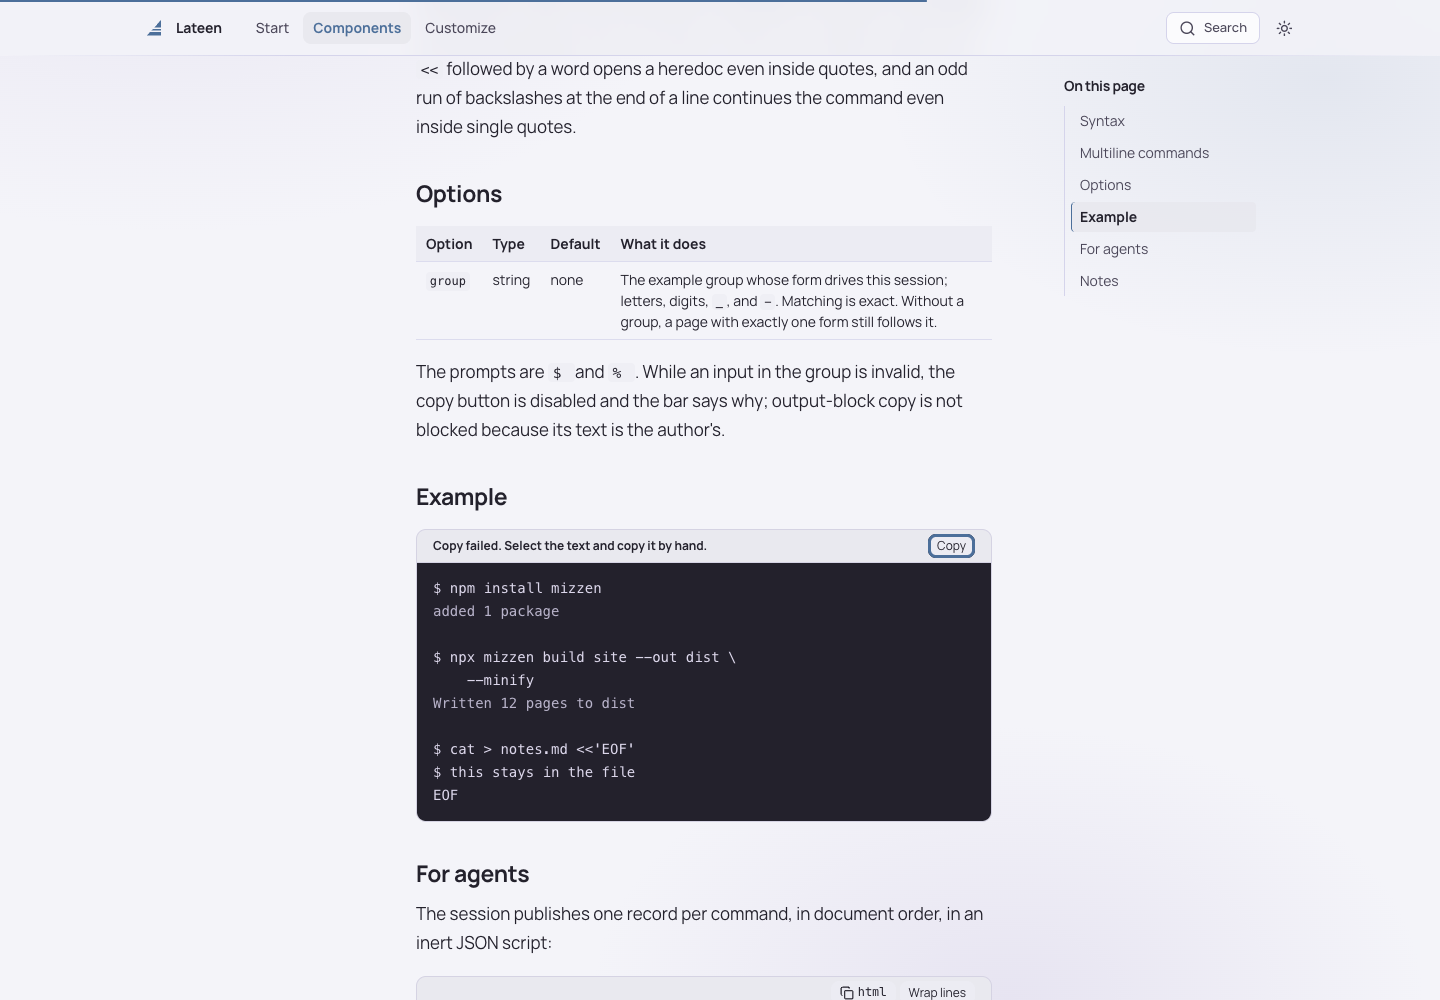 Lateen
Start
Components
Customize
Search
<< followed by a word opens a heredoc even inside quotes, and an odd
run of backslashes at the end of a line continues the command even
inside single quotes.
On this page
Syntax
Multiline commands
Options
Example
For agents
Notes
Options
Option Type Default What it does
group string none The example group whose form drives this session;
letters, digits, _, and -. Matching is exact. Without a
group, a page with exactly one form still follows it.
The prompts are $ and %. While an input in the group is invalid, the
copy button is disabled and the bar says why; output-block copy is not
blocked because its text is the author's.
Example
Copy failed. Select the text and copy it by hand.
Copy
$ npm install mizzen
added 1 package
$ npx mizzen build site --out dist \
--minify
Written 12 pages to dist
$ cat > notes.md <<'EOF'
$ this stays in the file
EOF
For agents
The session publishes one record per command, in document order, in an
inert JSON script:
html
Wrap lines